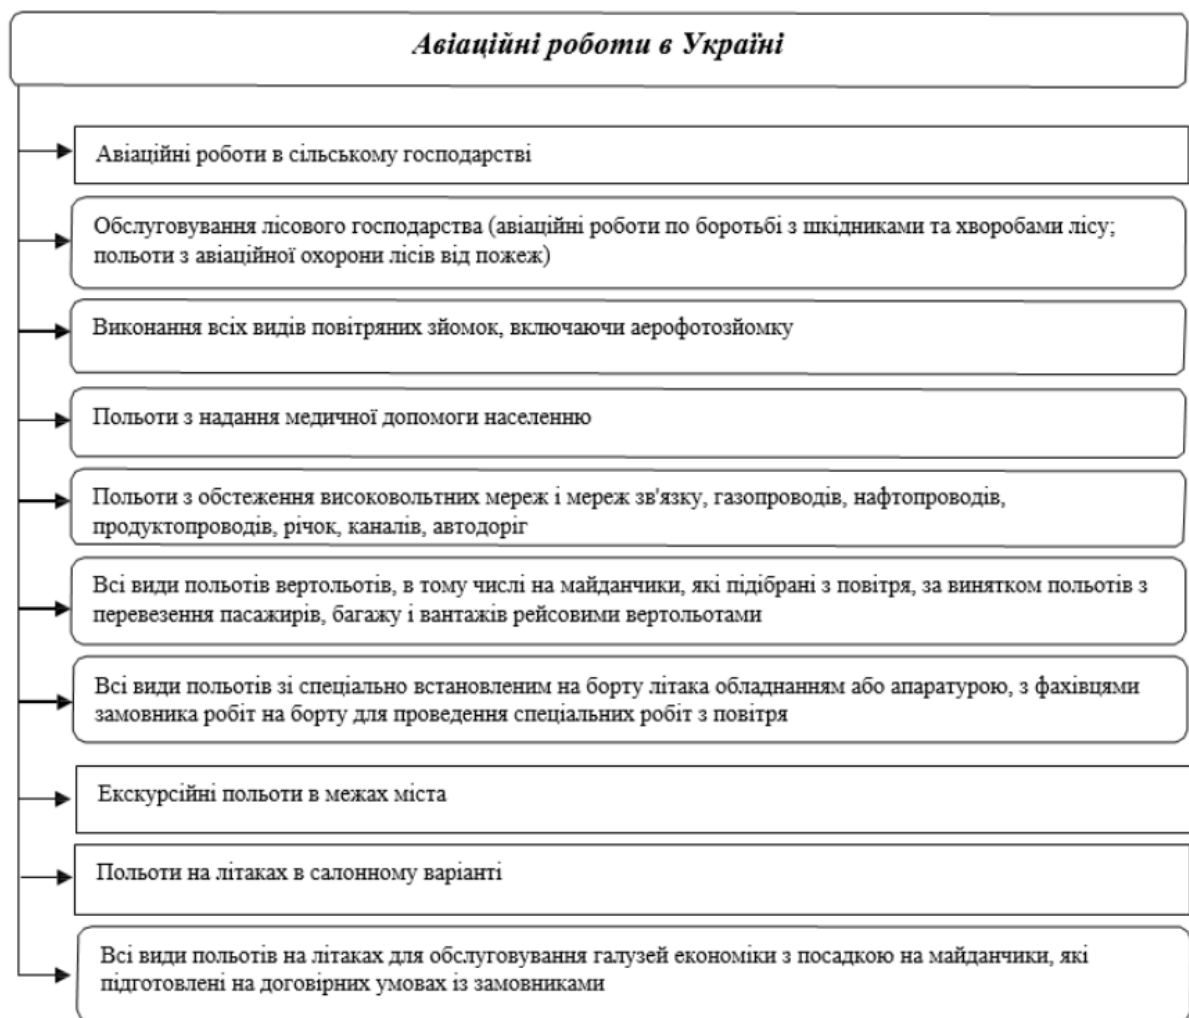 Авіаційні роботи в Україні
Авіаційні роботи в сільському господарстві
Обслуговування лісового господарства (авіаційні роботи по боротьбі з шкідниками та хворобами лісу;
польоти з авіаційної охорони лісів від пожеж)
Виконання всіх видів повітряних зйомок, включаючи аерофотозйомку
Польоти з надання медичної допомоги населенню
Польоти з обстеження високовольтних мереж і мереж зв'язку, газопроводів, нафтопроводів,
продуктопроводів, річок, каналів, автодоріг
Всі види польотів вертольотів, в тому числі на майданчики, які підібрані з повітря, за винятком польотів з
перевезення пасажирів, багажу і вантажів рейсовими вертольотами
Всі види польотів зі спеціально встановленим на борту літака обладнанням або апаратурою, з фахівцями
замовника робіт на борту для проведення спеціальних робіт з повітря
Екскурсійні польоти в межах міста
Польоти на літаках в салонному варіанті
Всі види польотів на літаках для обслуговування галузей економіки з посадкою на майданчики, які
підготовлені на договірних умовах із замовниками